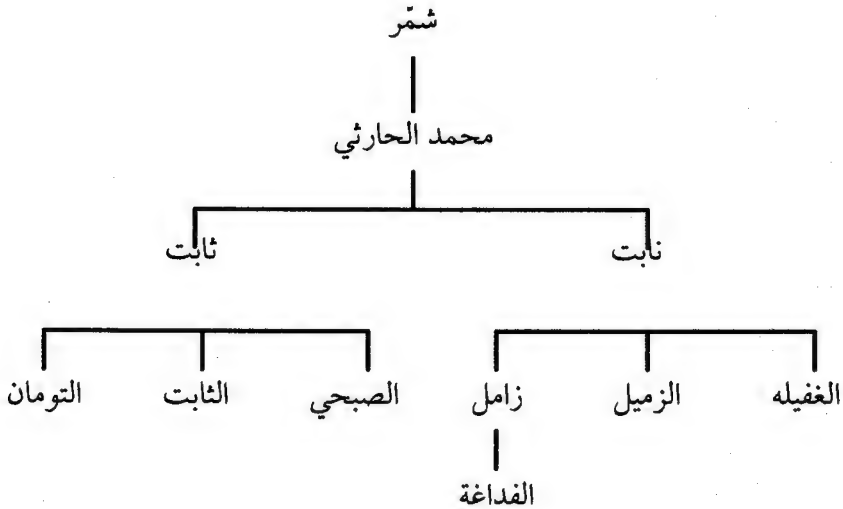 شمّر
محمد الحارثي
نابت ثابت
الغفيله الزميل زامل الصبحي الثابت التومان
الفداغة